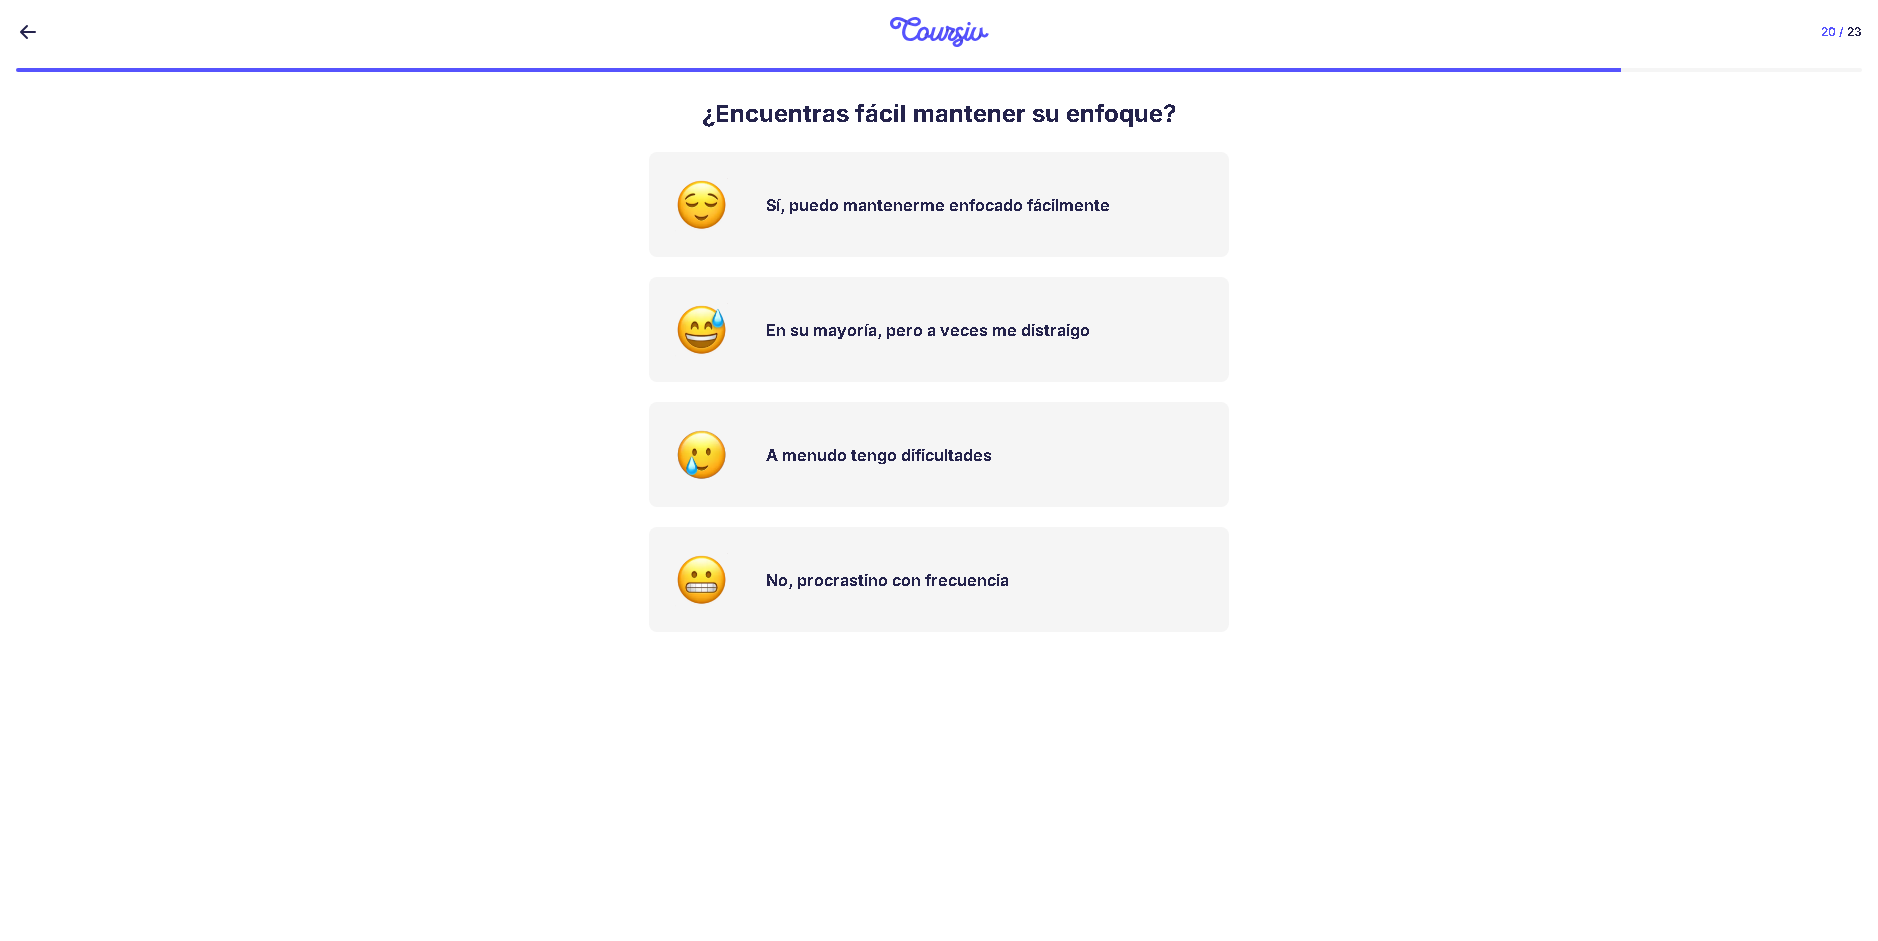 Coursiv
20 / 23
¿Encuentras fácil mantener su enfoque?
Sí, puedo mantenerme enfocado fácilmente
En su mayoría, pero a veces me distraigo
A menudo tengo dificultades
No, procrastino con frecuencia